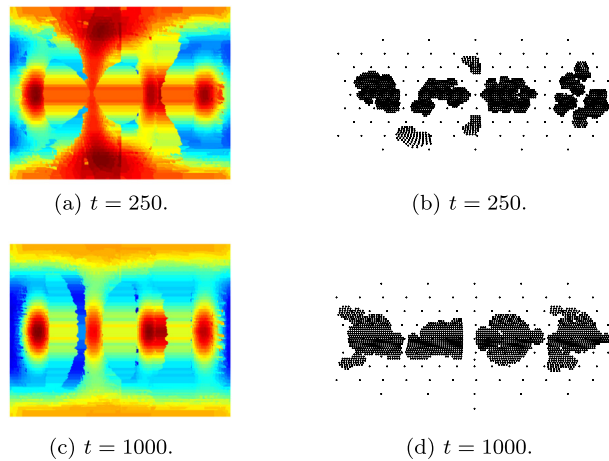 (a) t = 250.
(b) t = 250.
(c) t = 1000.
(d) t = 1000.